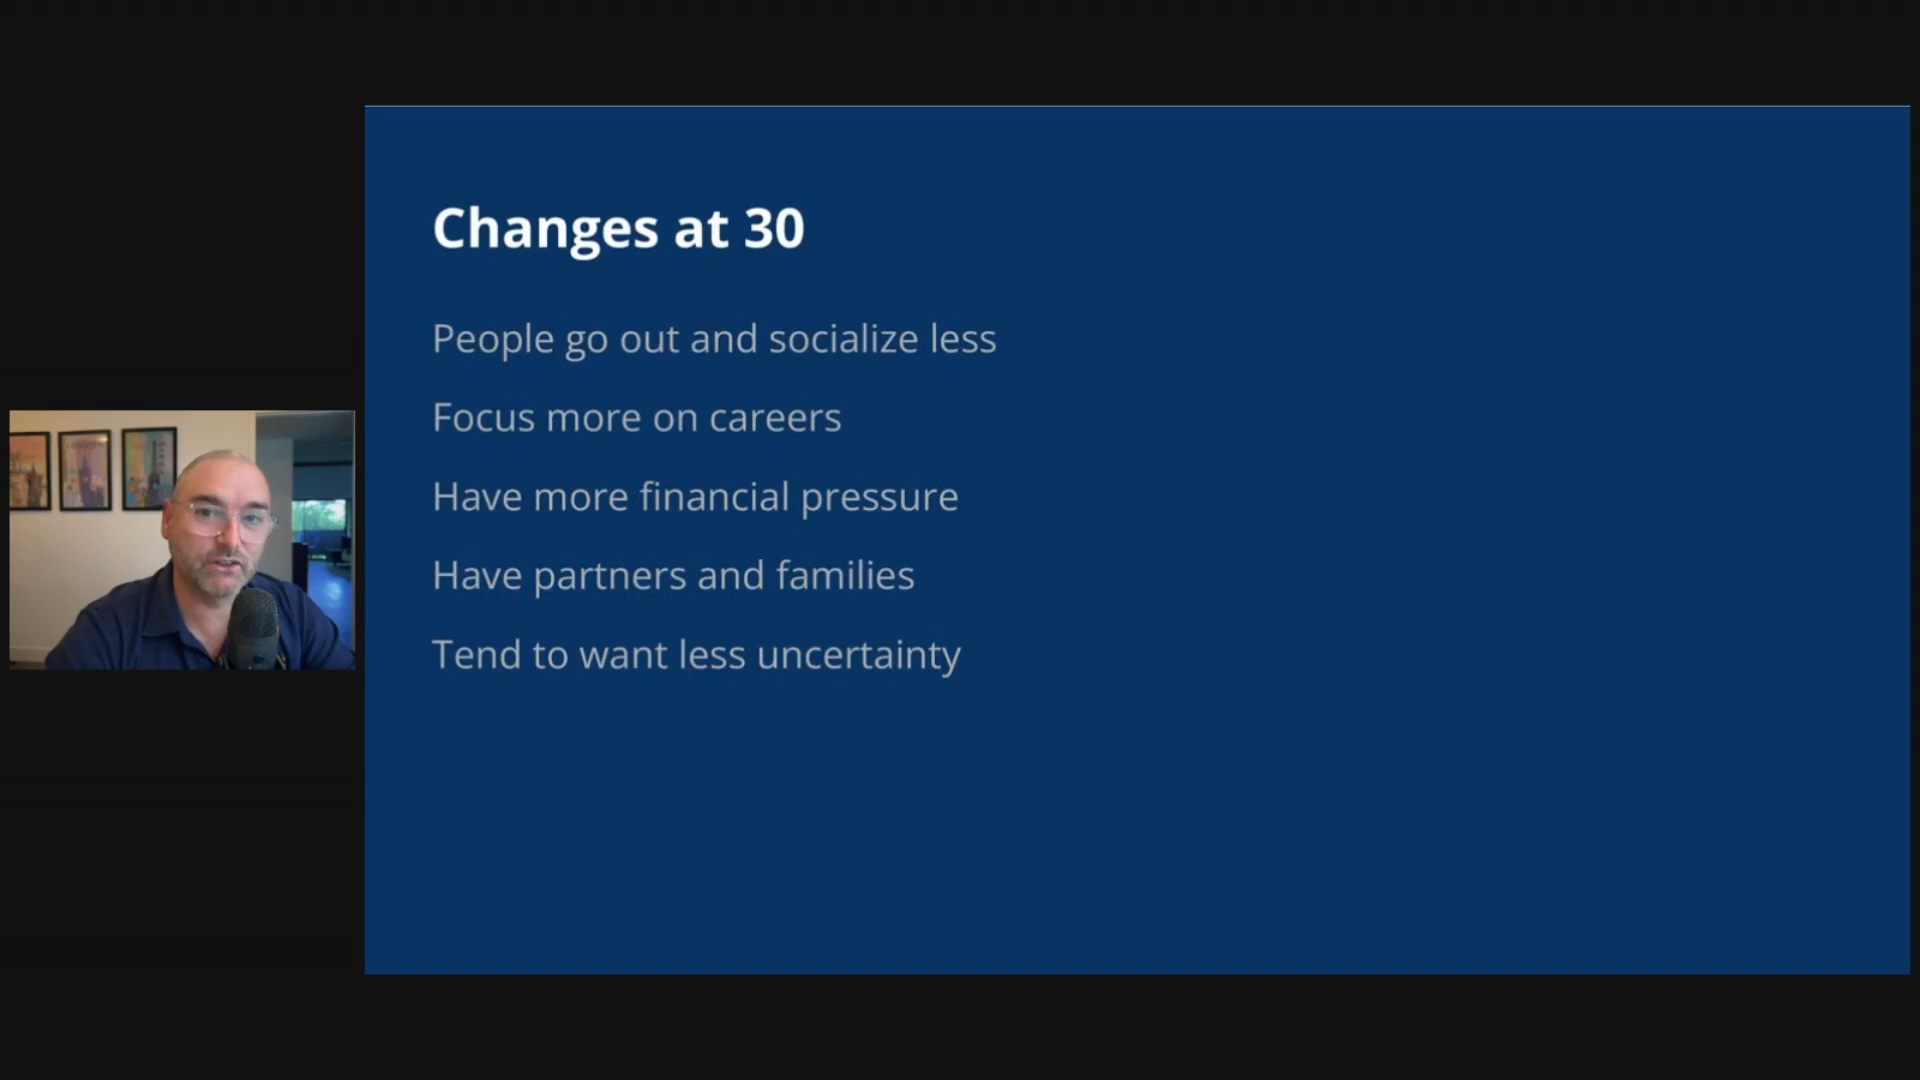 Changes at 30
People go out and socialize less
Focus more on careers
Have more financial pressure
Have partners and families
Tend to want less uncertainty